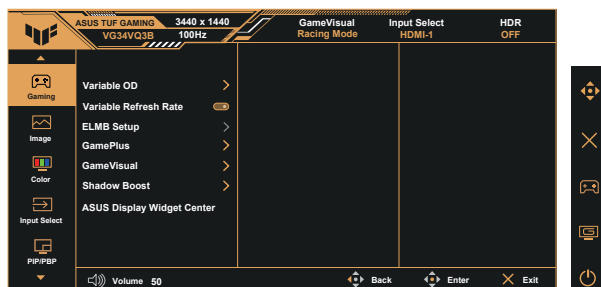 ASUS TUF GAMING 3440 x 1440 GameVisual Input Select HDR
VG34VQ3B 100Hz Racing Mode HDMI-1 OFF
Gaming
Image
Color
Input Select
PIP/PBP
Variable OD
Variable Refresh Rate
ELMB Setup
GamePlus
GameVisual
Shadow Boost
ASUS Display Widget Center
Volume 50 Back Enter Exit